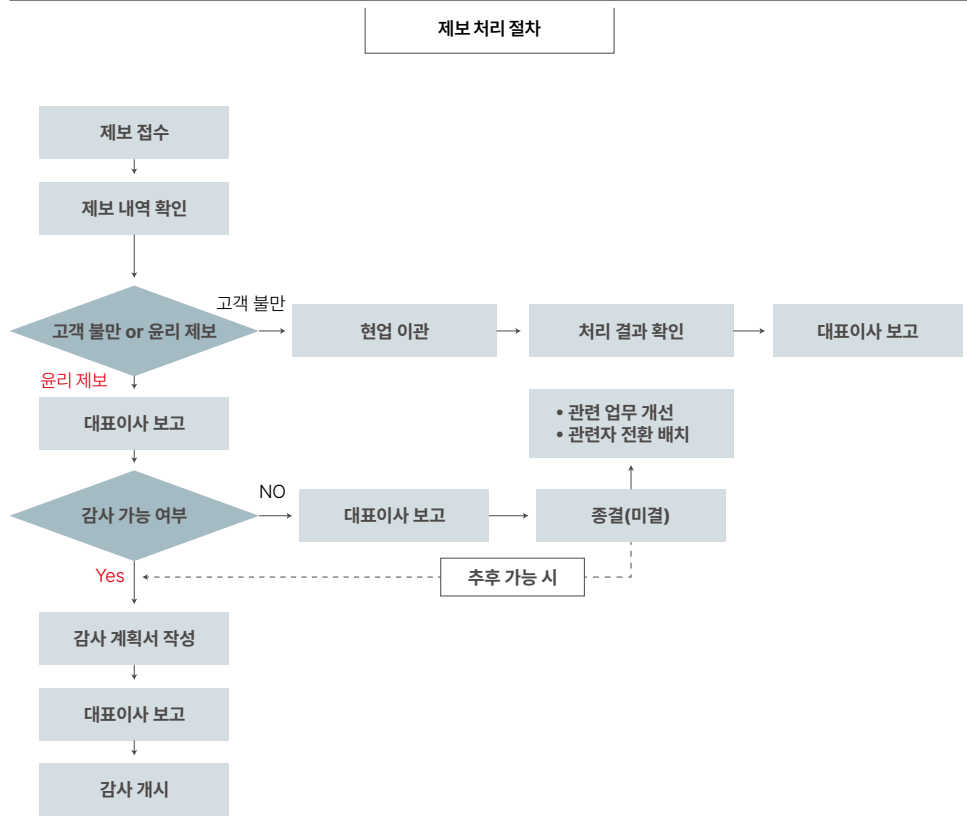 제보 처리 절차
제보 접수
제보 내역 확인
고객 불만 or 윤리 제보
고객 불만
현업 이관
처리 결과 확인
대표이사 보고
윤리 제보
대표이사 보고
• 관련 업무 개선
• 관련자 전환 배치
감사 가능 여부
NO
대표이사 보고
종결(미결)
Yes
추후 가능 시
감사 계획서 작성
대표이사 보고
감사 개시